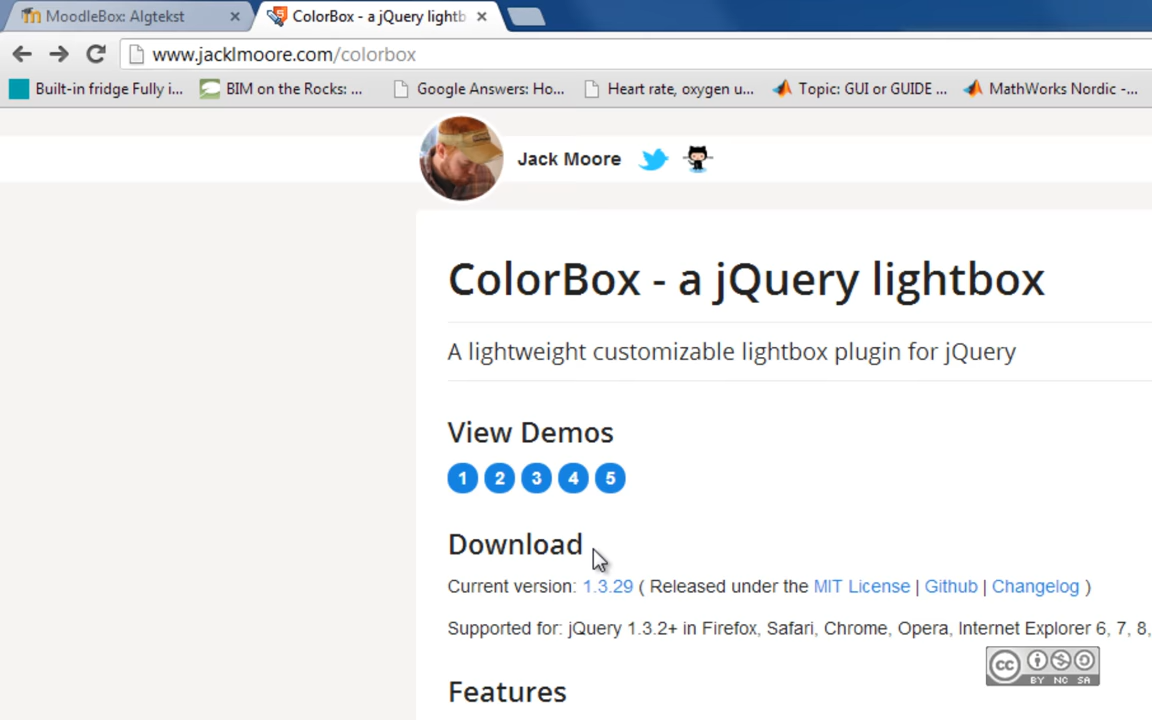 MoodleBox: Algtekst
ColorBox - a jQuery lightb
www.jacklmoore.com/colorbox
Built-in fridge Fully i...
BIM on the Rocks: ...
Google Answers: Ho...
Heart rate, oxygen u...
Topic: GUI or GUIDE ...
MathWorks Nordic -...
Jack Moore
ColorBox - a jQuery lightbox
A lightweight customizable lightbox plugin for jQuery
View Demos
1 2 3 4 5
Download
Current version: 1.3.29 ( Released under the MIT License | Github | Changelog )
Supported for: jQuery 1.3.2+ in Firefox, Safari, Chrome, Opera, Internet Explorer 6, 7, 8,
cc BY NC SA
Features